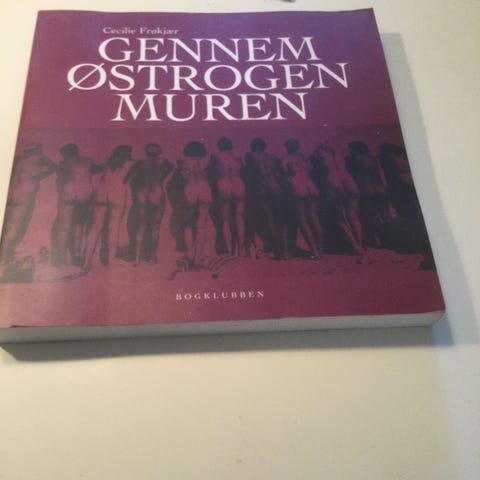 Cecilie Frøkjær
GENNEM
ØSTROGEN
MUREN
BOGKLUBBEN